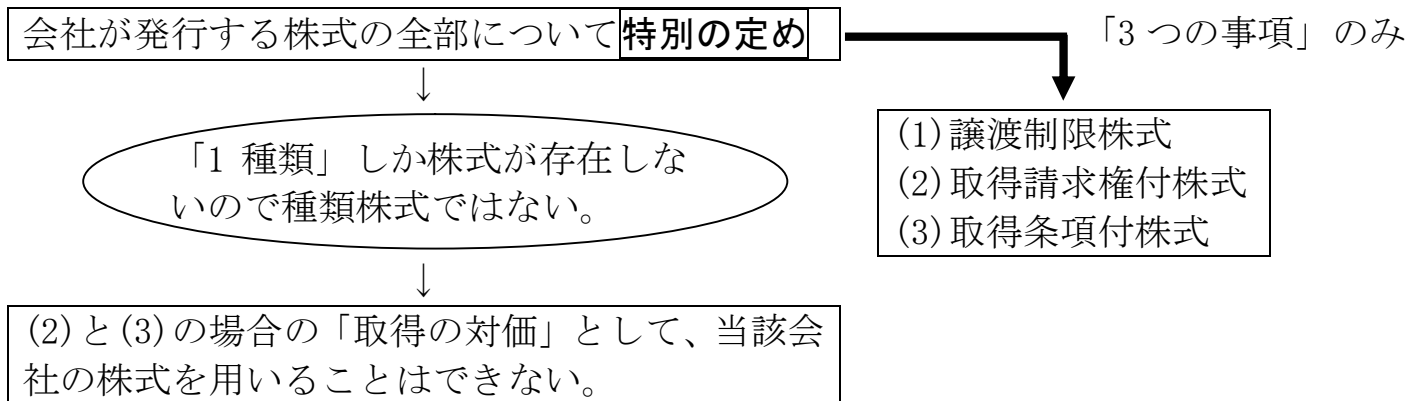 会社が発行する株式の全部について特別の定め
「3つの事項」のみ
↓
「1 種類」しか株式が存在しな
いので種類株式ではない。
(1)譲渡制限株式
(2)取得請求権付株式
(3)取得条項付株式
↓
(2)と(3)の場合の「取得の対価」として、当該会
社の株式を用いることはできない。